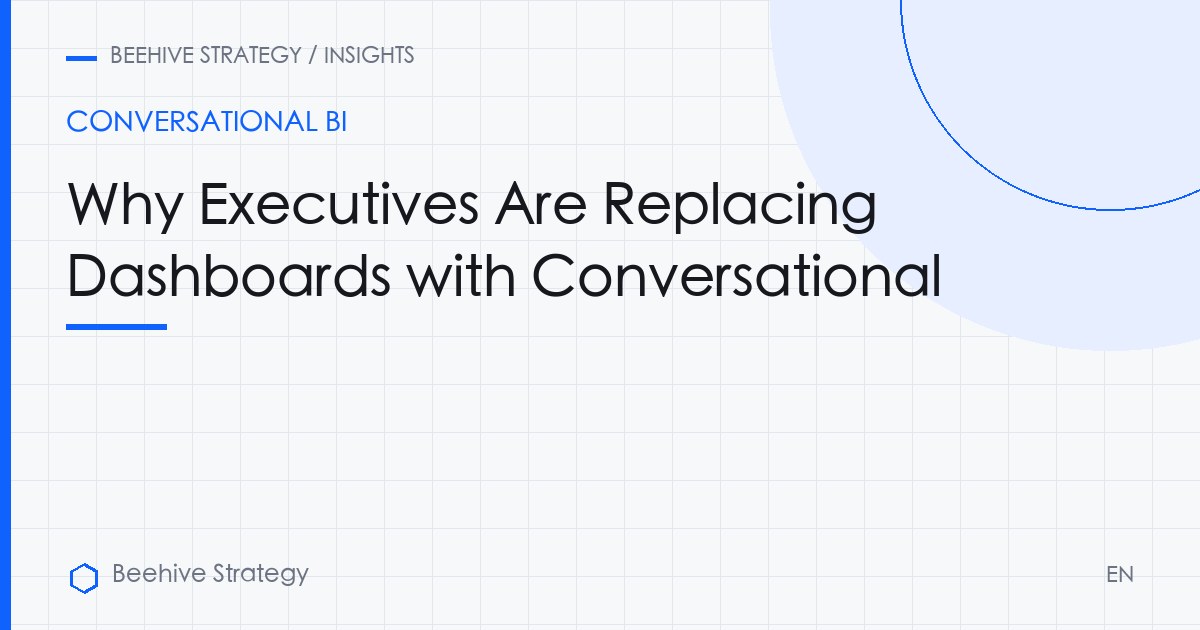 BEEHIVE STRATEGY / INSIGHTS
CONVERSATIONAL BI
Why Executives Are Replacing
Dashboards with Conversational
Beehive Strategy
EN